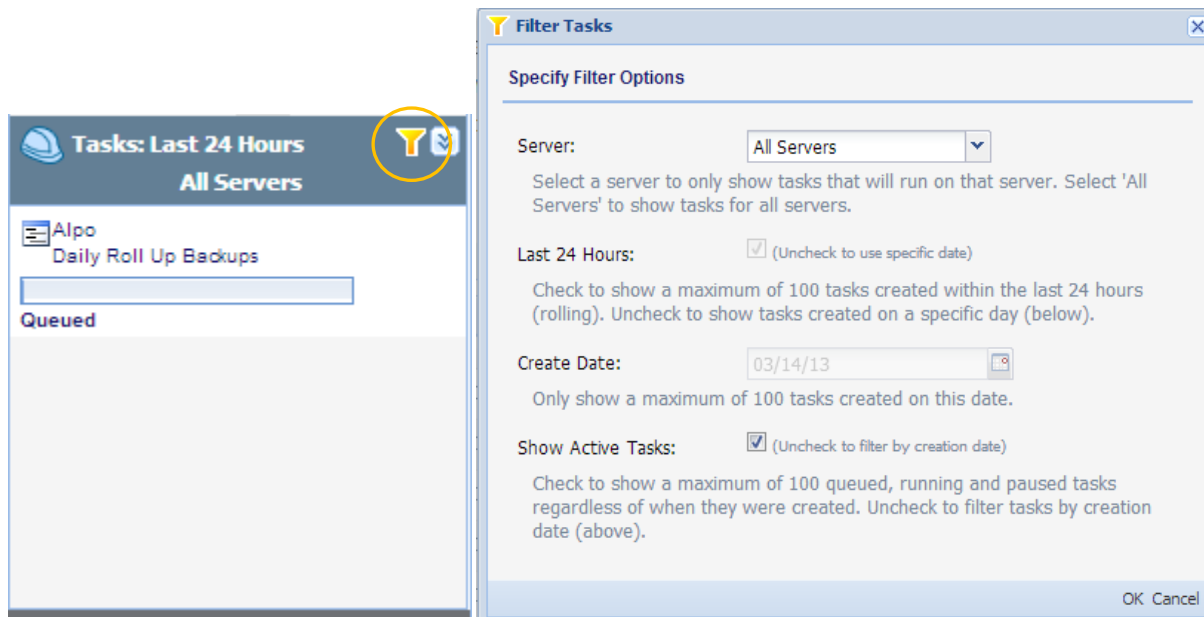 Tasks: Last 24 Hours
All Servers
Alpo
Daily Roll Up Backups
Queued
Filter Tasks
Specify Filter Options
Server:
All Servers
Select a server to only show tasks that will run on that server. Select 'All
Servers' to show tasks for all servers.
Last 24 Hours:
(Uncheck to use specific date)
Check to show a maximum of 100 tasks created within the last 24 hours
(rolling). Uncheck to show tasks created on a specific day (below).
Create Date:
03/14/13
Only show a maximum of 100 tasks created on this date.
Show Active Tasks:
(Uncheck to filter by creation date)
Check to show a maximum of 100 queued, running and paused tasks
regardless of when they were created. Uncheck to filter tasks by creation
date (above).
OK Cancel